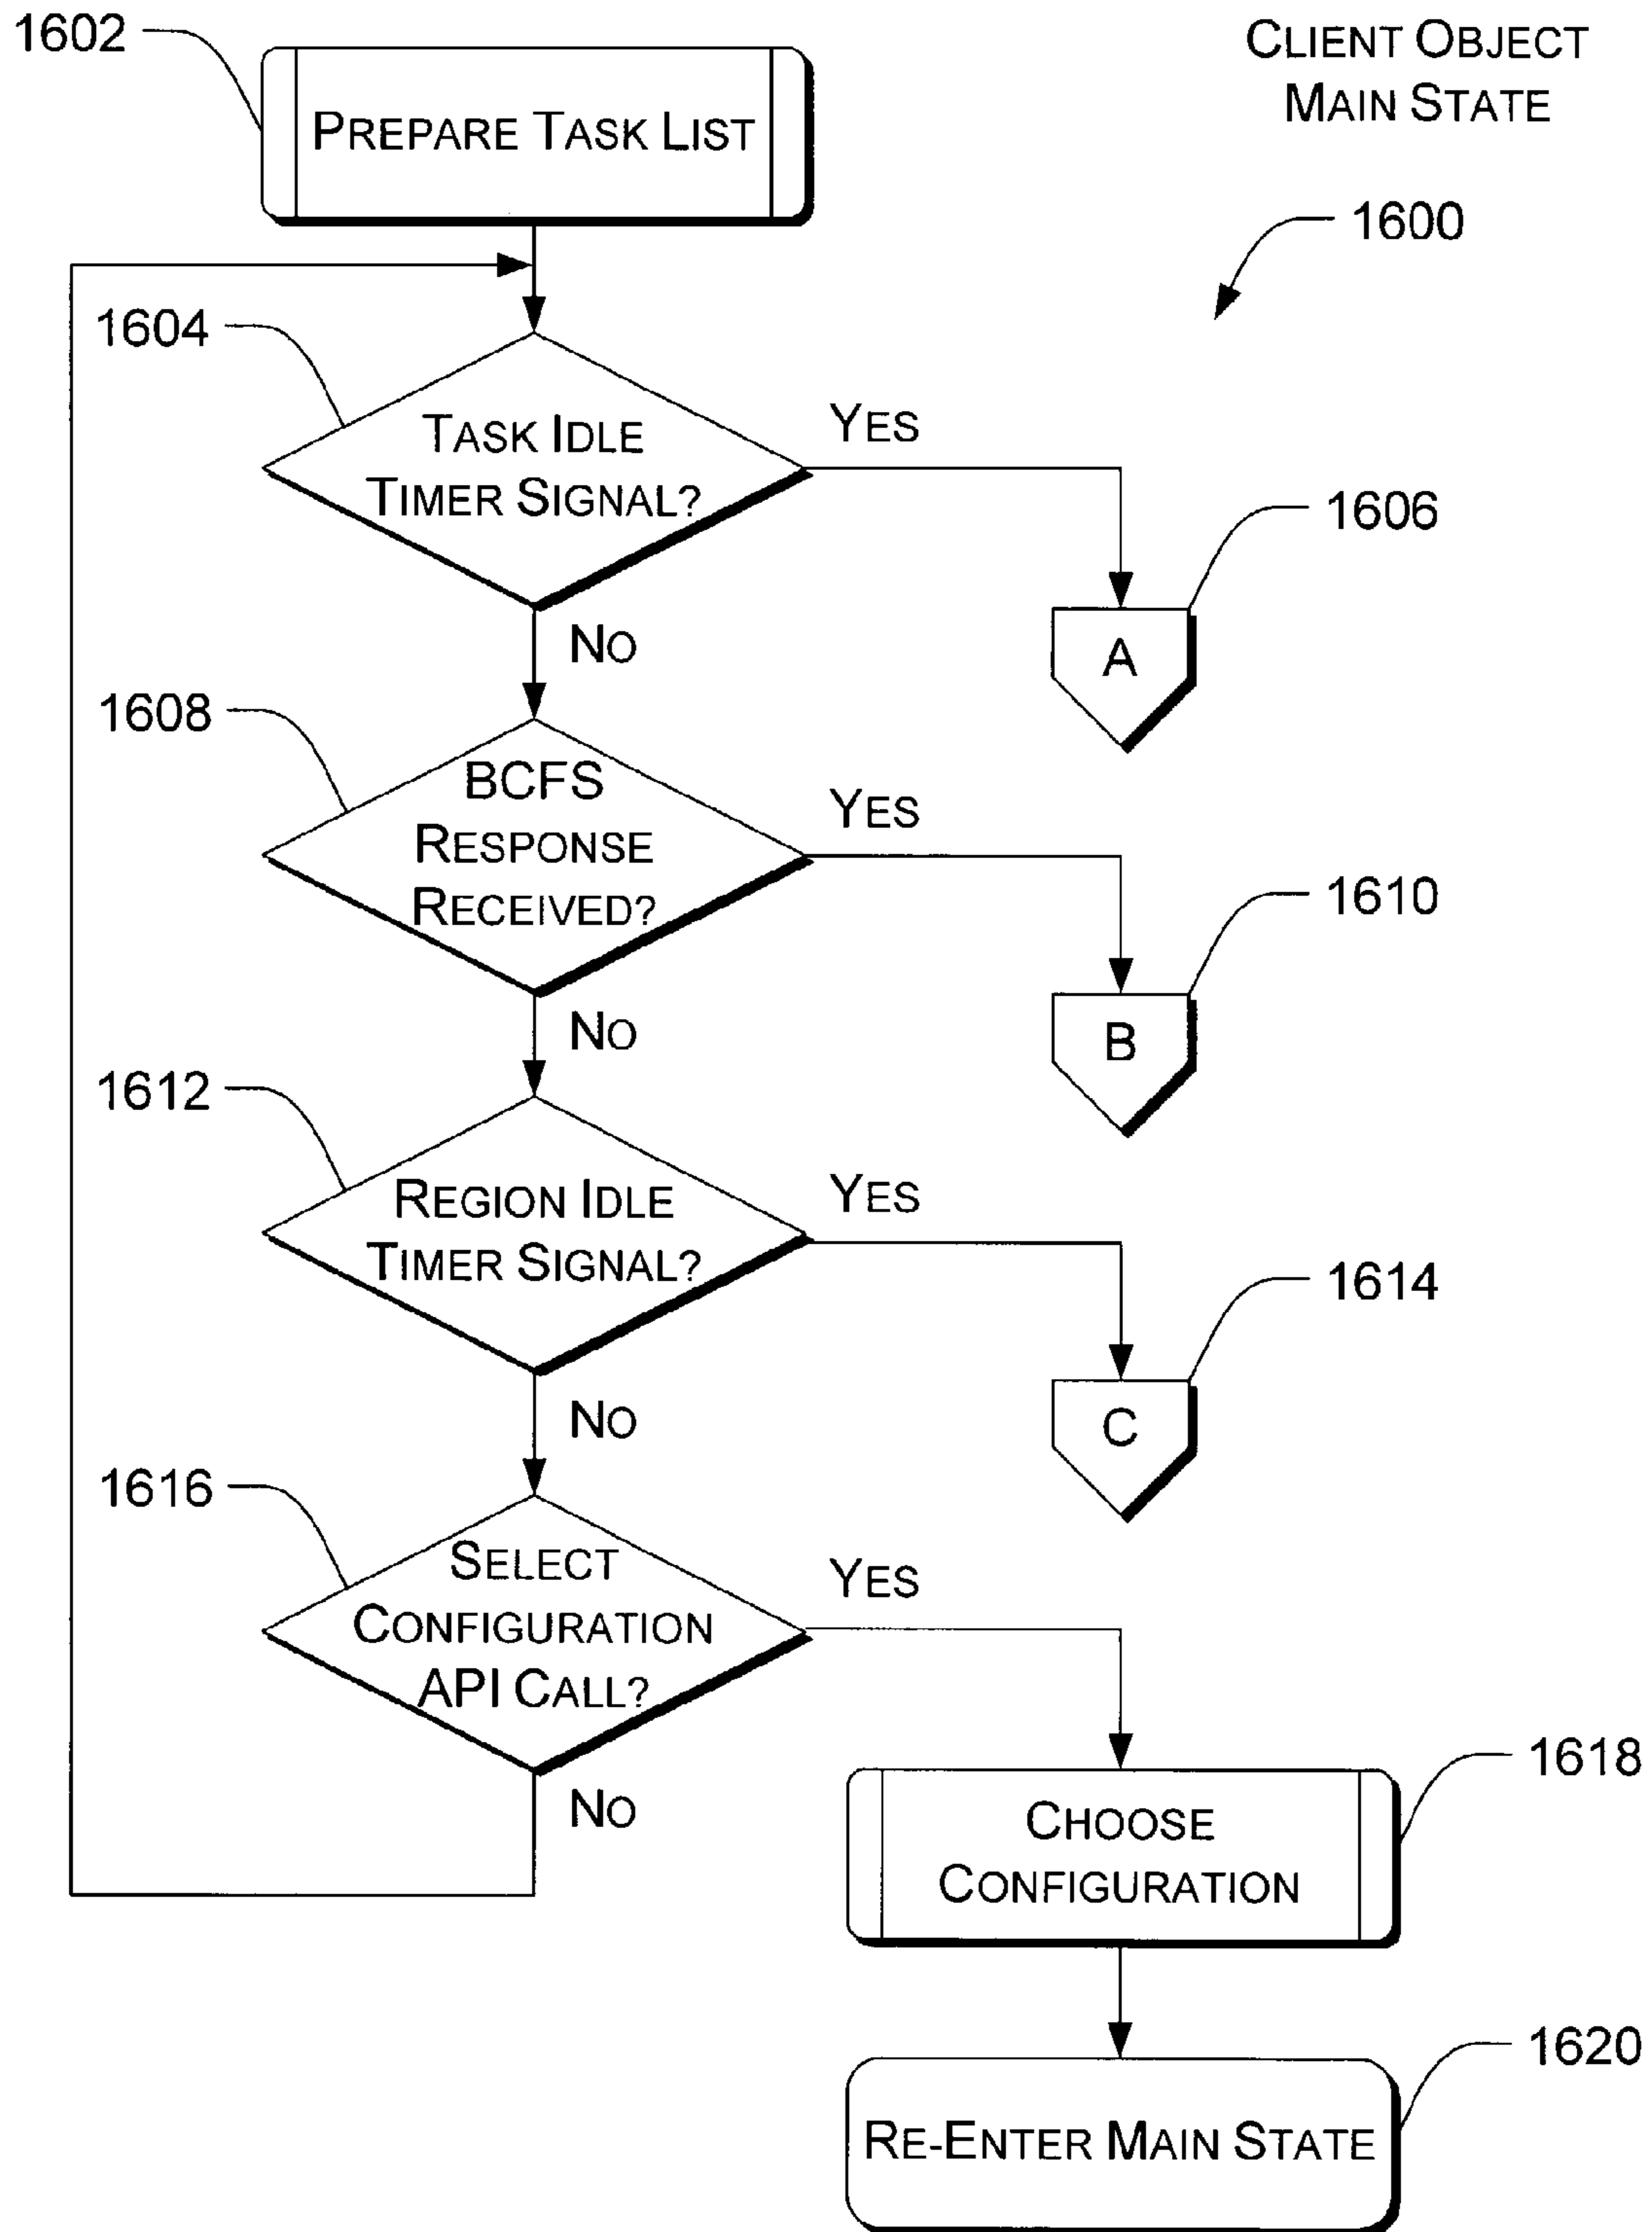 1602
CLIENT OBJECT
MAIN STATE
PREPARE TASK LIST
1600
1604
TASK IDLE
TIMER SIGNAL?
YES
1606
A
NO
1608
BCFS
RESPONSE
RECEIVED?
YES
1610
B
NO
1612
REGION IDLE
TIMER SIGNAL?
YES
1614
C
NO
1616
SELECT
CONFIGURATION
API CALL?
YES
NO
1618
CHOOSE
CONFIGURATION
1620
RE-ENTER MAIN STATE